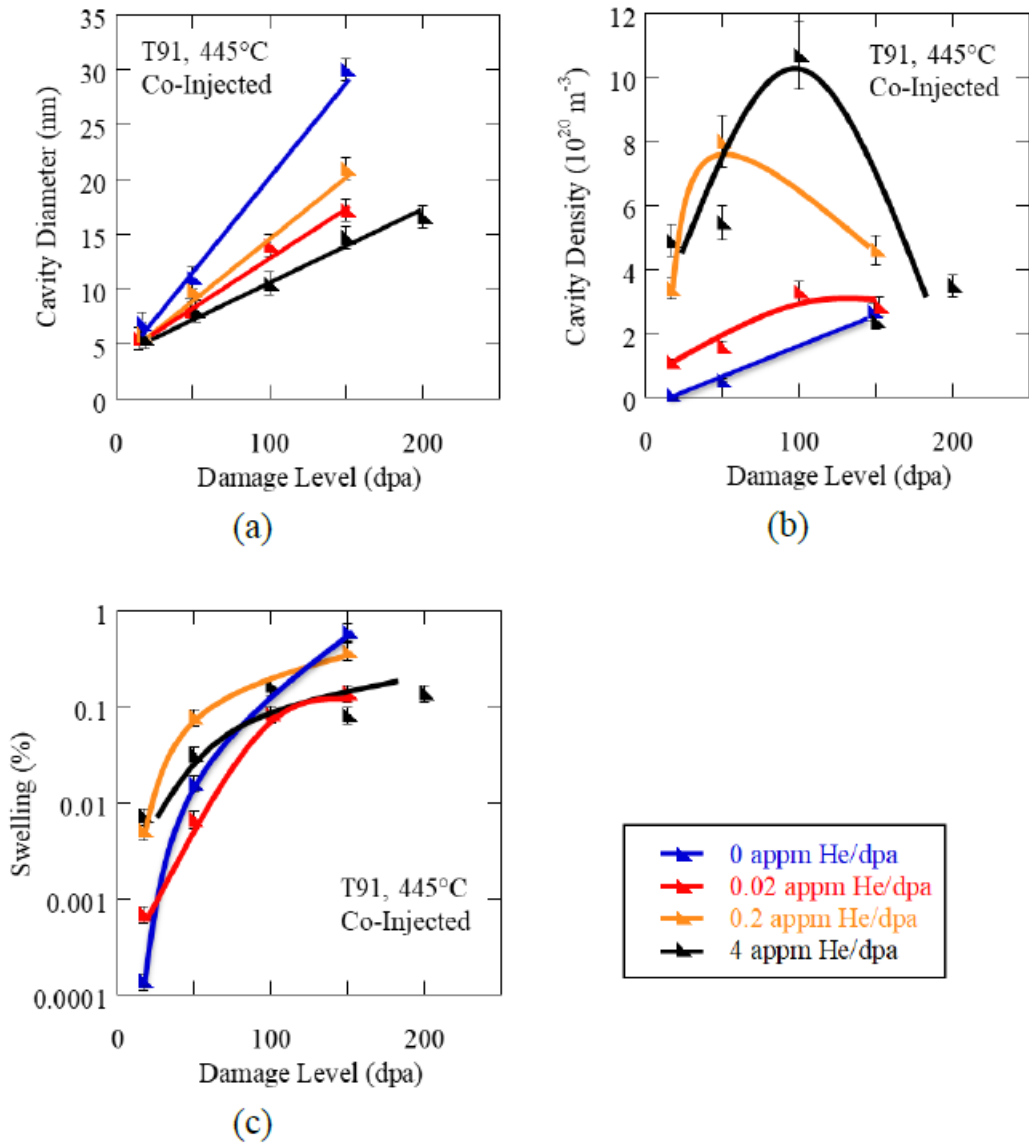 35
30
25
20
15
10
5
0
Cavity Diameter (nm)
T91, 445°C
Co-Injected
0 100 200
Damage Level (dpa)
(a)
12
10
8
6
4
2
0
Cavity Density (10²⁰ m⁻³)
T91, 445°C
Co-Injected
0 100 200
Damage Level (dpa)
(b)
1
0.1
0.01
0.001
0.0001
Swelling (%)
T91, 445°C
Co-Injected
0 100 200
Damage Level (dpa)
(c)
0 appm He/dpa
0.02 appm He/dpa
0.2 appm He/dpa
4 appm He/dpa